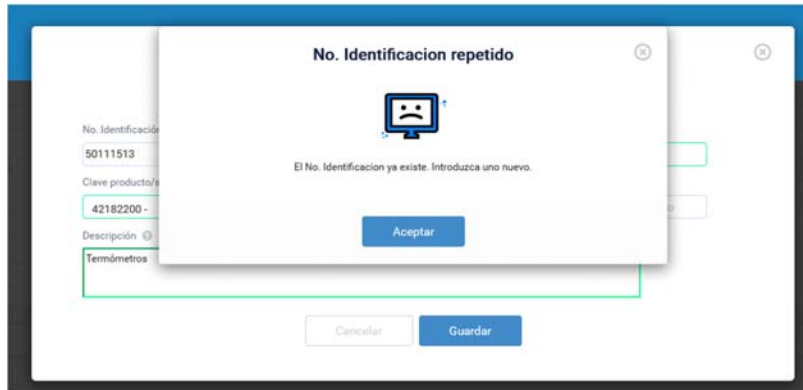 No. Identificacion repetido
El No. Identificacion ya existe. Introduzca uno nuevo.
Aceptar
No. Identificación
50111513
Clave producto/s
42182200 -
Descripción
Termómetros
Cancelar
Guardar